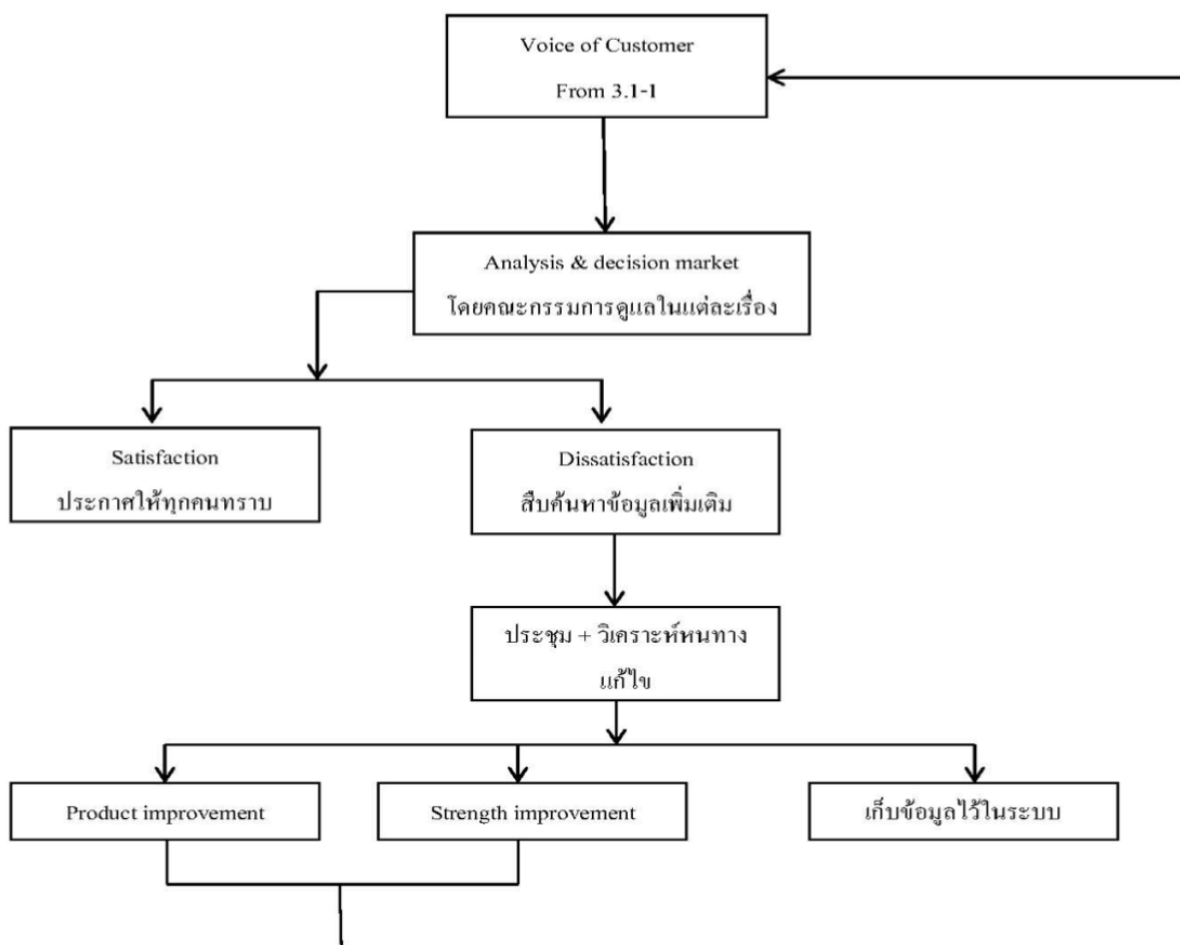 Voice of Customer
From 3.1-1
Analysis & decision market
โดยคณะกรรมการดูแลในแต่ละเรื่อง
Satisfaction
ประกาศให้ทุกคนทราบ
Dissatisfaction
สืบค้นหาข้อมูลเพิ่มเติม
ประชุม + วิเคราะห์หนทาง
แก้ไข
Product improvement
Strength improvement
เก็บข้อมูลไว้ในระบบ